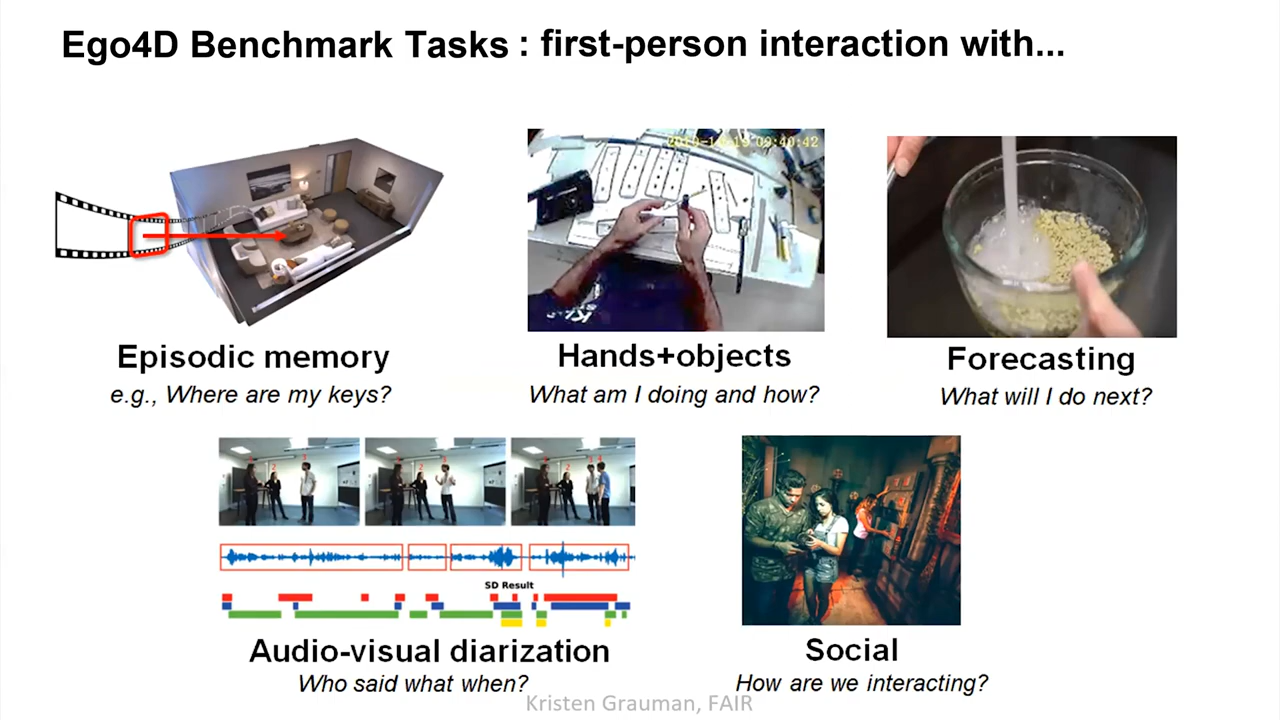 Ego4D Benchmark Tasks : first-person interaction with...
Episodic memory
e.g., Where are my keys?
Hands+objects
What am I doing and how?
Forecasting
What will I do next?
SD Result
Audio-visual diarization
Who said what when?
Social
How are we interacting?
Kristen Grauman, FAIR